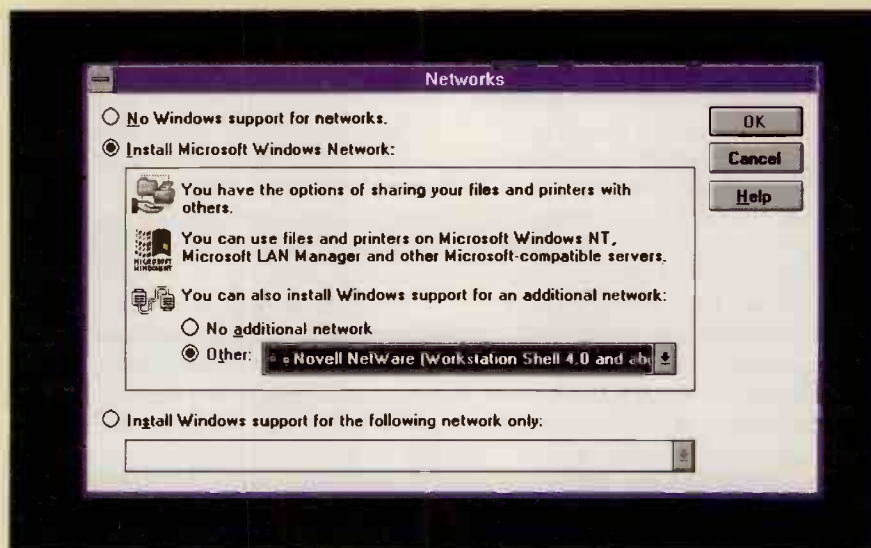 Networks
No Windows support for networks.
Install Microsoft Windows Network:
OK
Cancel
Help
You have the options of sharing your files and printers with
others.
You can use files and printers on Microsoft Windows NT,
Microsoft LAN Manager and other Microsoft-compatible servers.
MICROSOFT
You can also install Windows support for an additional network:
No additional network
Other: Novell NetWare (Workstation Shell 4.0 and
Install Windows support for the following network only: